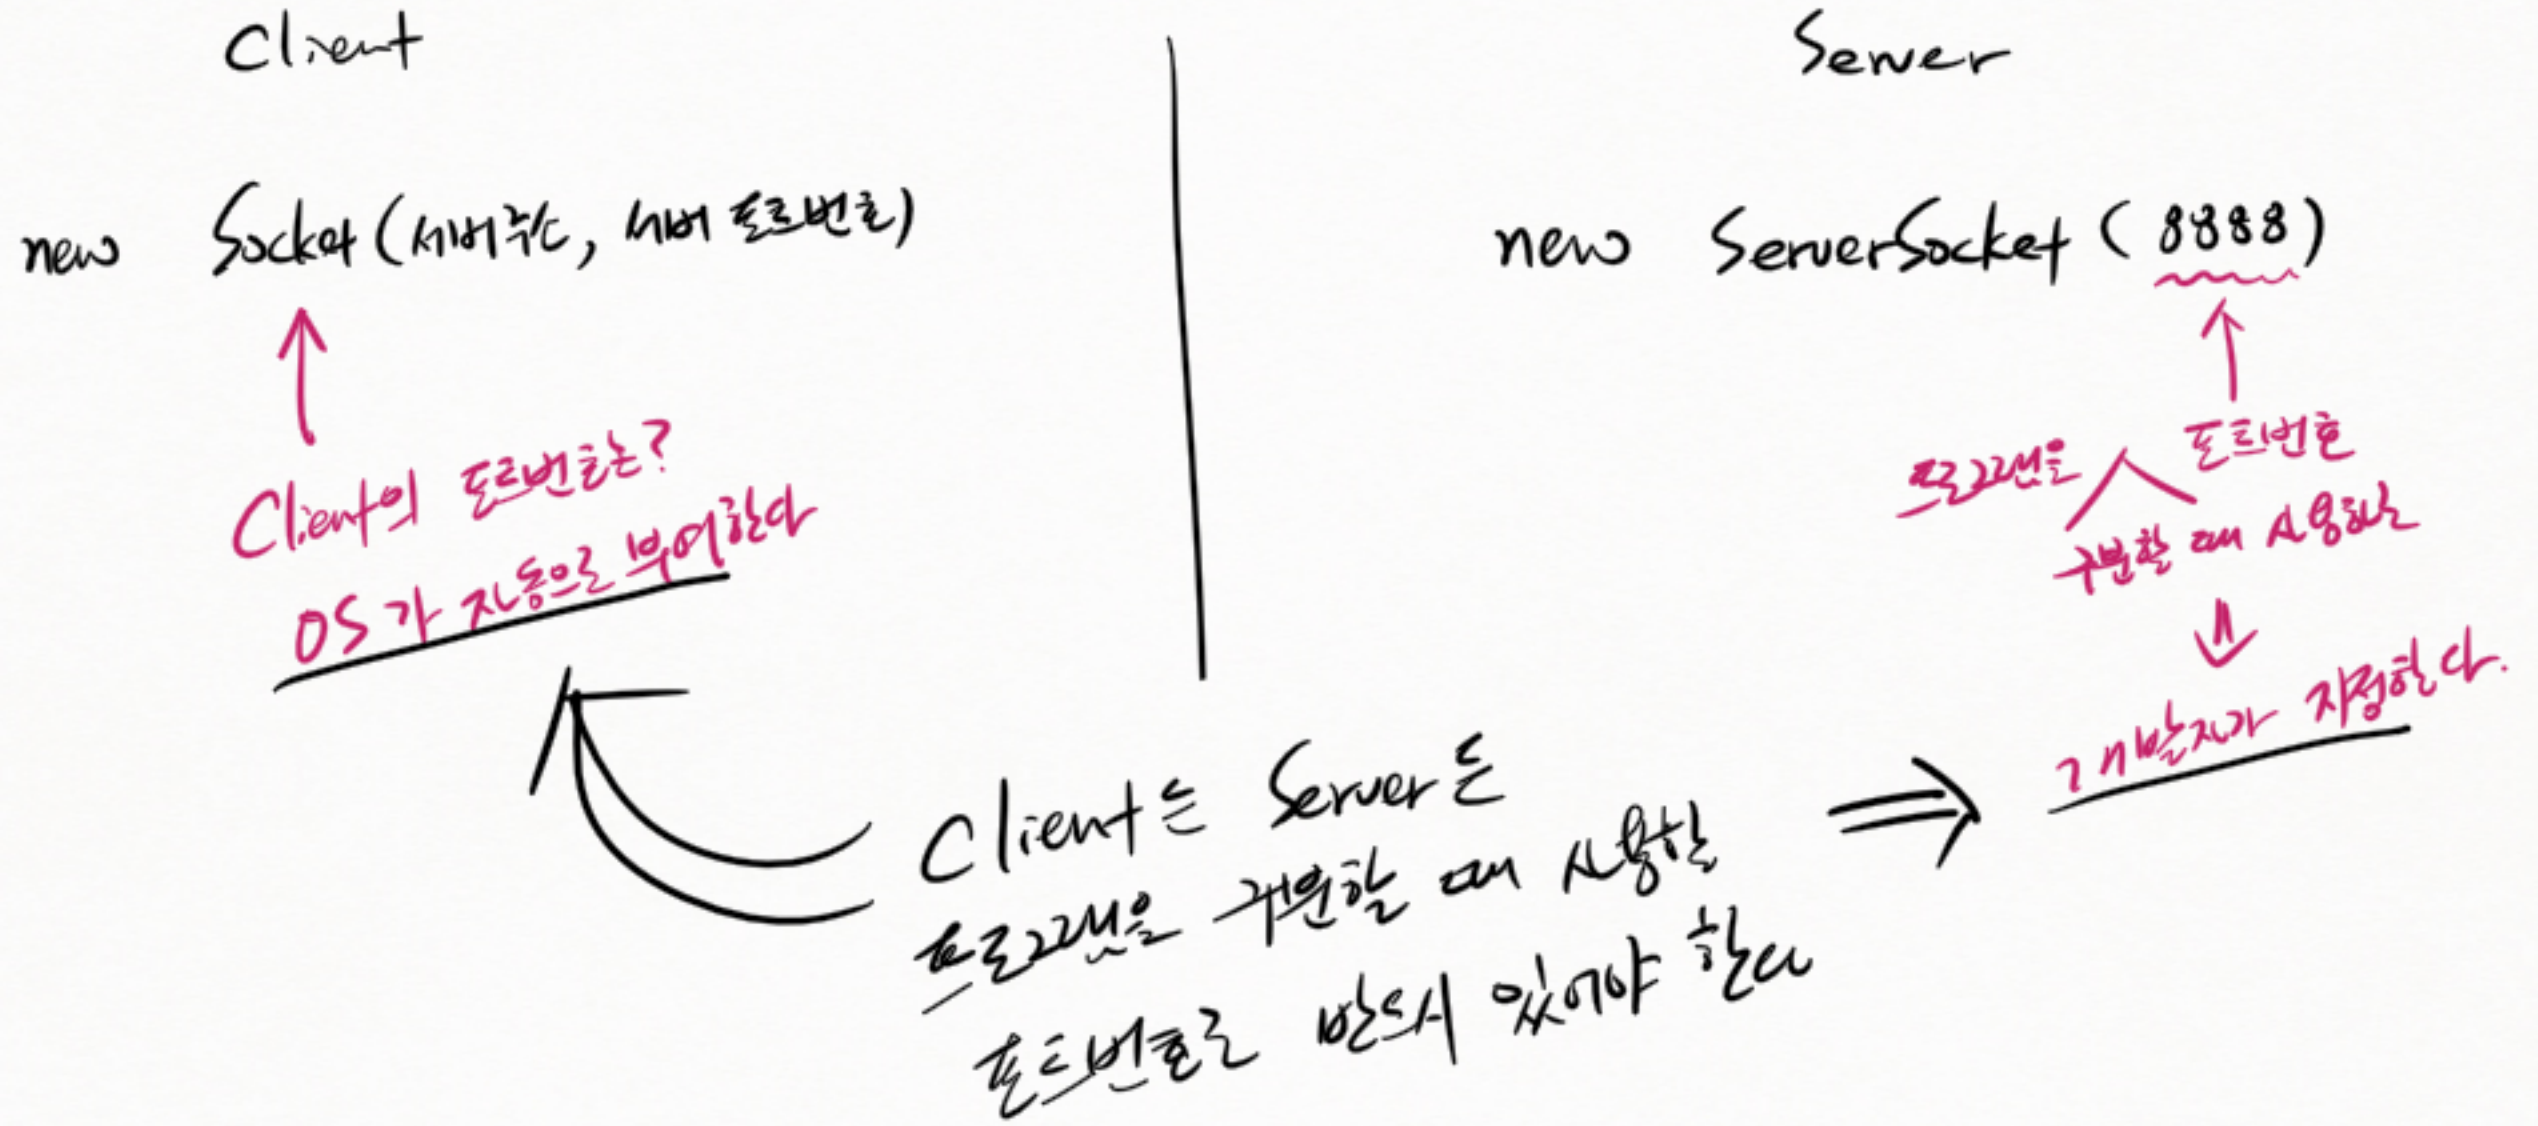 Client
new Socket(서버주소, 서버 포트번호)
Client의 포트번호는?
OS가 자동으로 부여한다
Server
new ServerSocket(8888)
포트번호
프로그램을
구분할 때 사용하는
개발자가 지정한다.
Client든 Server든
프로그램을 구분할 때 사용할
포트번호로 반드시 있어야 한다